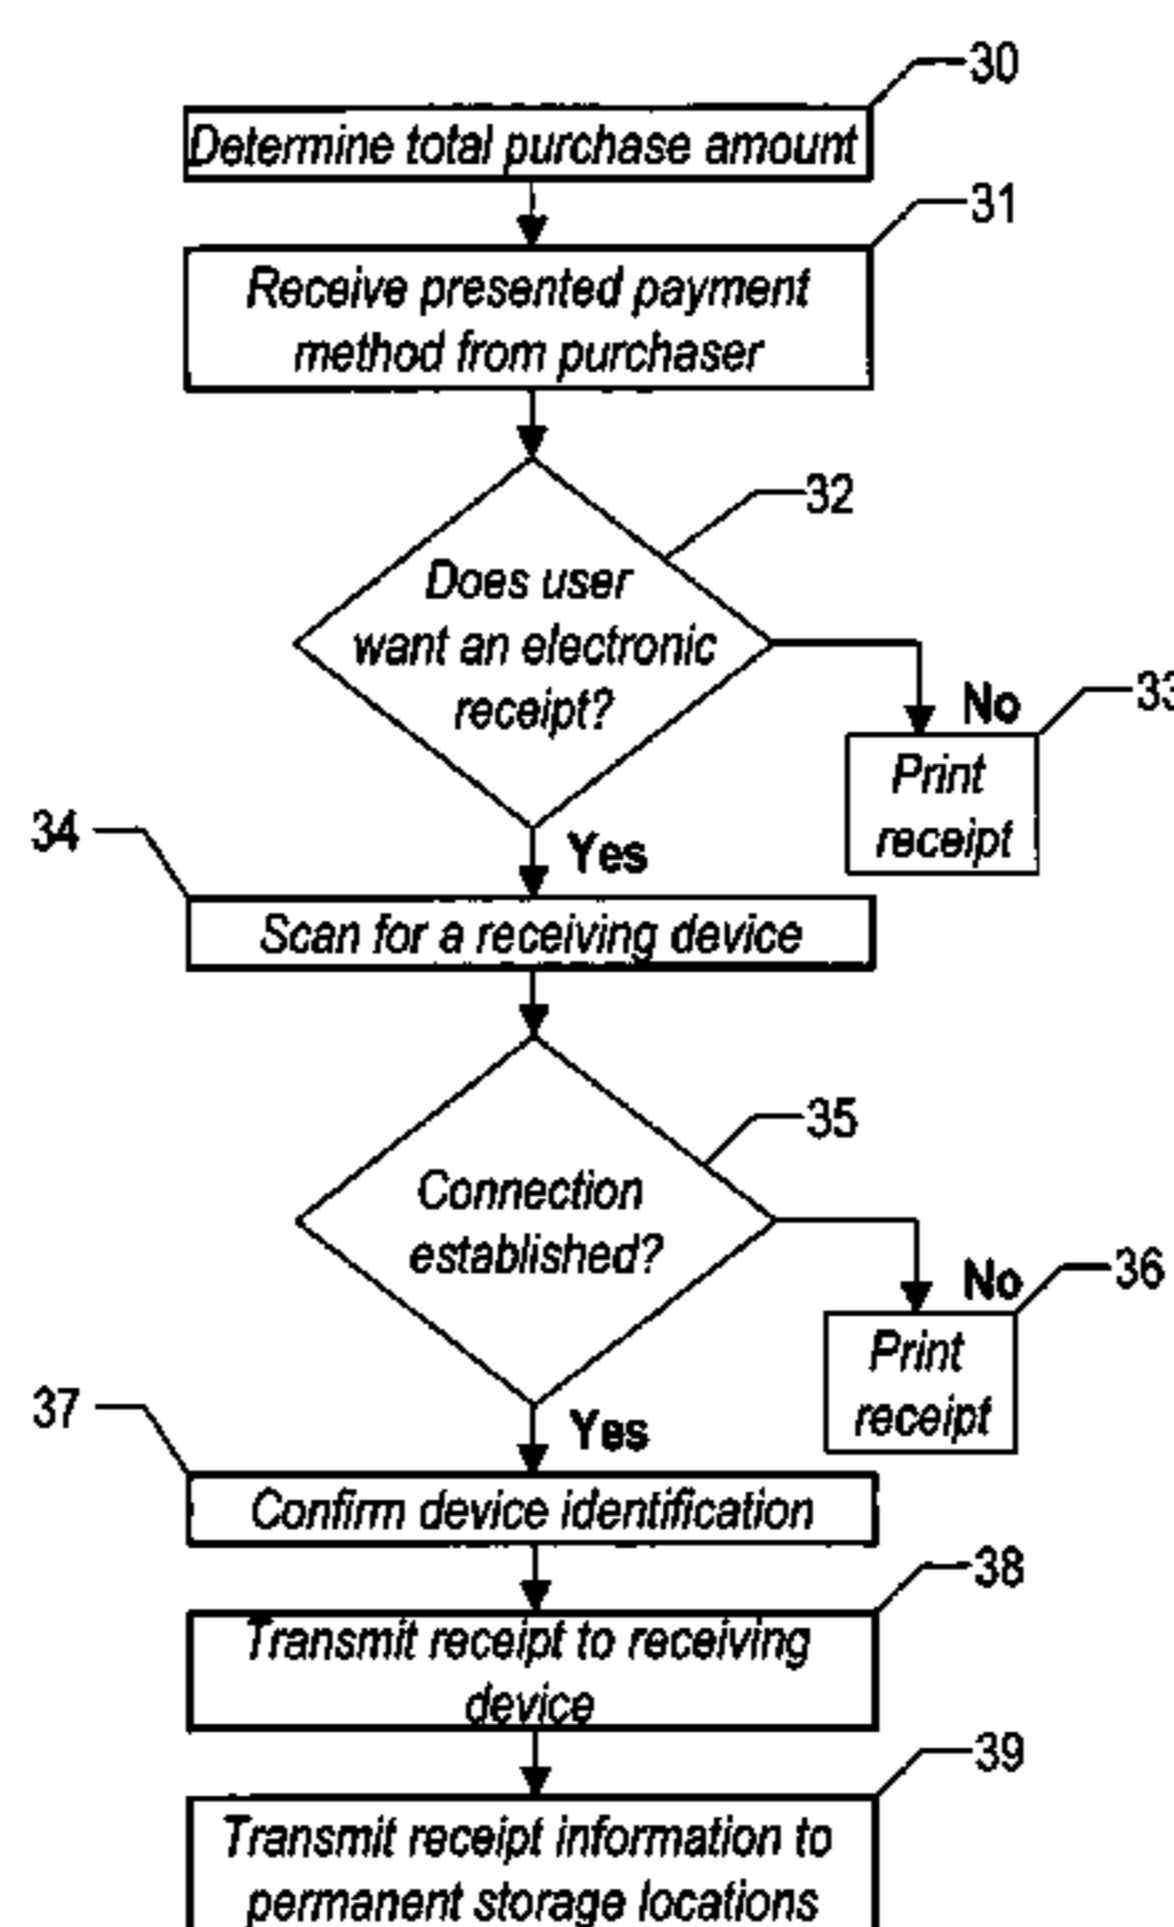 30
Determine total purchase amount
31
Receive presented payment
method from purchaser
32
Does user
want an electronic
receipt?
No
33
Print
receipt
34
Yes
Scan for a receiving device
35
Connection
established?
No
36
Print
receipt
37
Yes
Confirm device identification
38
Transmit receipt to receiving
device
39
Transmit receipt information to
permanent storage locations